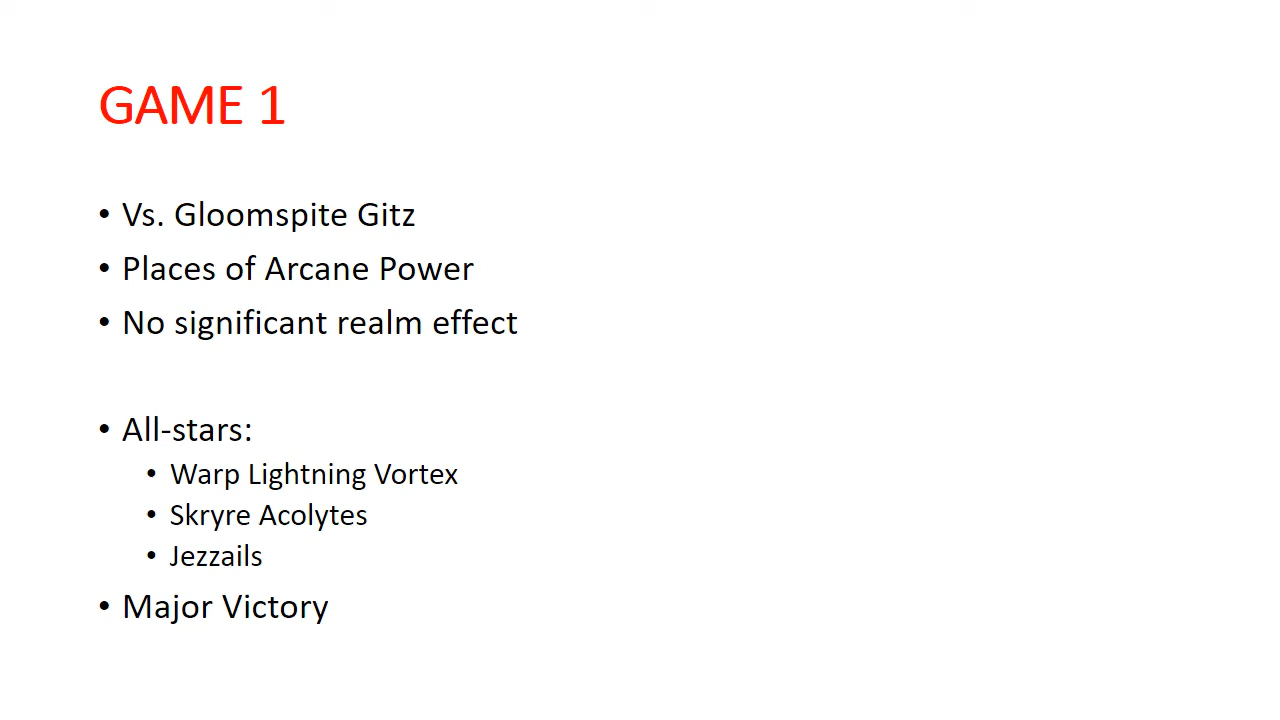 GAME 1
• Vs. Gloomspite Gitz
• Places of Arcane Power
• No significant realm effect
• All-stars:
• Warp Lightning Vortex
• Skryre Acolytes
• Jezzails
• Major Victory